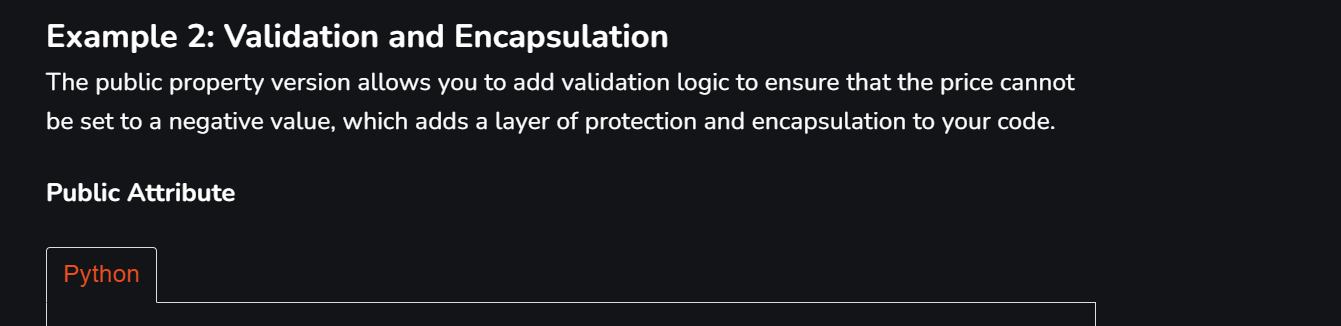 Example 2: Validation and Encapsulation
The public property version allows you to add validation logic to ensure that the price cannot
be set to a negative value, which adds a layer of protection and encapsulation to your code.
Public Attribute
Python